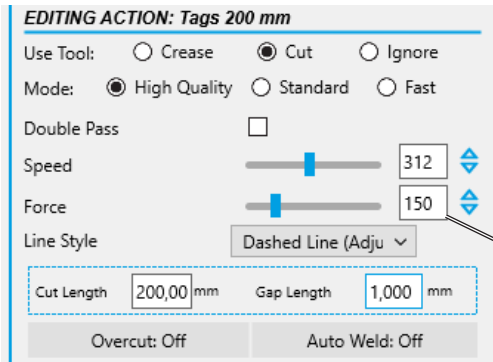 EDITING ACTION: Tags 200 mm
Use Tool: Crease Cut Ignore
Mode: High Quality Standard Fast
Double Pass
Speed 312
Force 150
Line Style Dashed Line (Adju
Cut Length 200,00 mm Gap Length 1,000 mm
Overcut: Off Auto Weld: Off